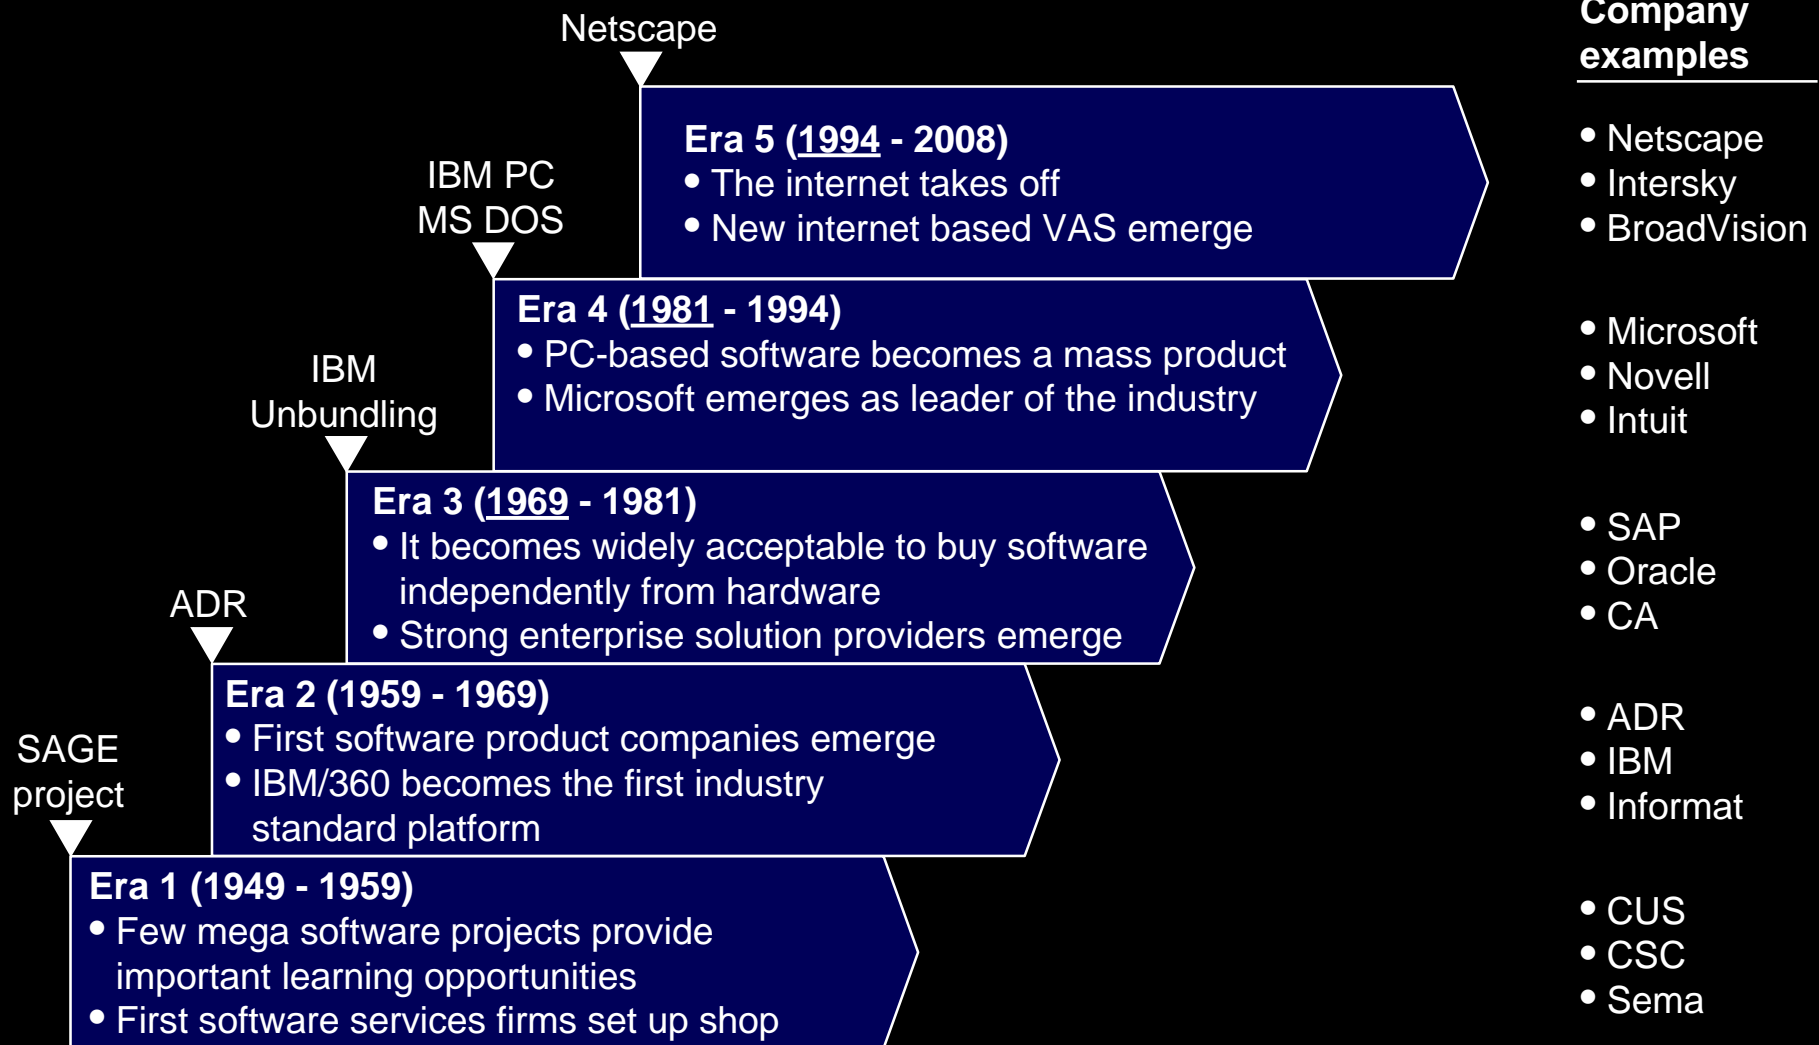 Company
examples
Netscape
Era 5 (1994 - 2008)
• The internet takes off
• New internet based VAS emerge
• Netscape
• Intersky
• BroadVision
IBM PC
MS DOS
Era 4 (1981 - 1994)
• PC-based software becomes a mass product
• Microsoft emerges as leader of the industry
• Microsoft
• Novell
• Intuit
IBM
Unbundling
Era 3 (1969 - 1981)
• It becomes widely acceptable to buy software
independently from hardware
• Strong enterprise solution providers emerge
• SAP
• Oracle
• CA
ADR
Era 2 (1959 - 1969)
• First software product companies emerge
• IBM/360 becomes the first industry
standard platform
• ADR
• IBM
• Informat
SAGE
project
Era 1 (1949 - 1959)
• Few mega software projects provide
important learning opportunities
• First software services firms set up shop
• CUS
• CSC
• Sema